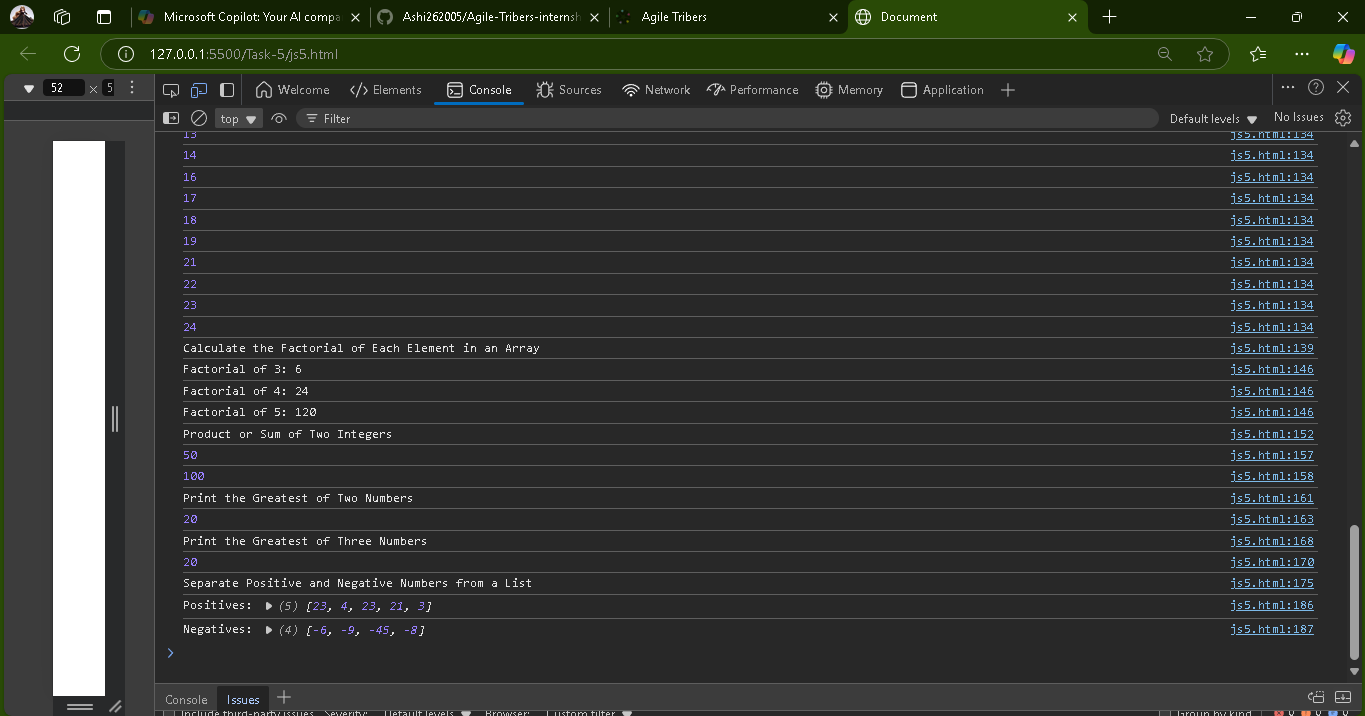 Microsoft Copilot: Your AI compa
Ashi262005/Agile-Tribers-internsh
Agile Tribers
Document
127.0.0.1:5500/Task-5/js5.html
52 × 5
Welcome
Elements
Console
Sources
Network
Performance
Memory
Application
top
Filter
Default levels
No Issues
13 js5.html:134
14 js5.html:134
16 js5.html:134
17 js5.html:134
18 js5.html:134
19 js5.html:134
21 js5.html:134
22 js5.html:134
23 js5.html:134
24 js5.html:134
Calculate the Factorial of Each Element in an Array js5.html:139
Factorial of 3: 6 js5.html:146
Factorial of 4: 24 js5.html:146
Factorial of 5: 120 js5.html:146
Product or Sum of Two Integers js5.html:152
50 js5.html:157
100 js5.html:158
Print the Greatest of Two Numbers js5.html:161
20 js5.html:163
Print the Greatest of Three Numbers js5.html:168
20 js5.html:170
Separate Positive and Negative Numbers from a List js5.html:175
Positives: (5) [23, 4, 23, 21, 3] js5.html:186
Negatives: (4) [-6, -9, -45, -8] js5.html:187
Console
Issues
Include third-party issues Severity: Default levels Browser: Custom filter Group by kind 0 0 0